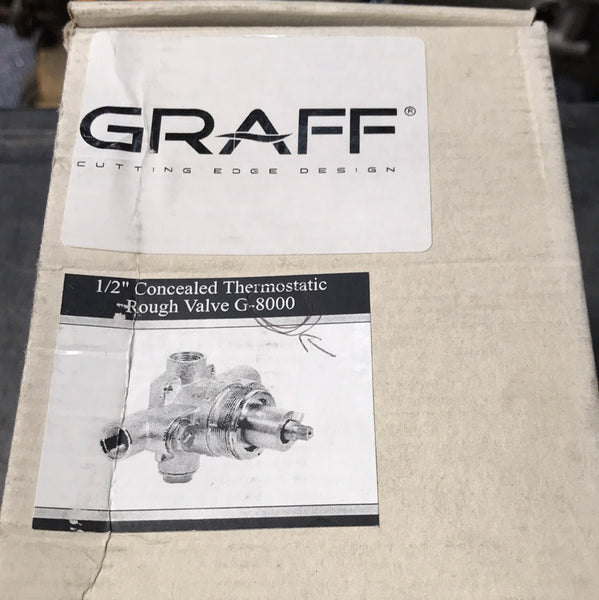 GRAFF®
CUTTING EDGE DESIGN
1/2" Concealed Thermostatic
Rough Valve G-8000